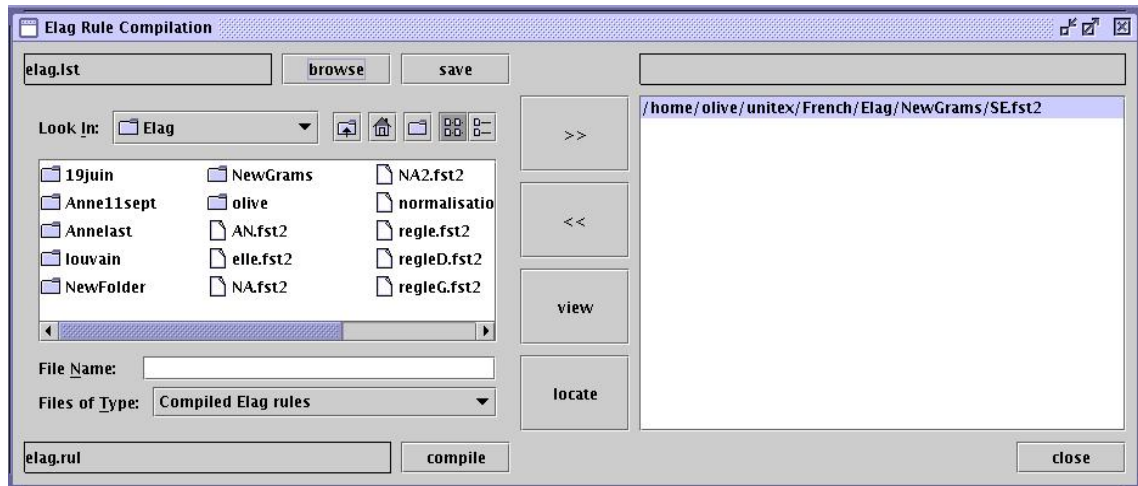 Elag Rule Compilation
elag.lst browse save
Look In: Elag
19juin NewGrams NA2.fst2
Anne11sept olive normalisatio
Annelast AN.fst2 regle.fst2
louvain elle.fst2 regleD.fst2
NewFolder NA.fst2 regleG.fst2
File Name:
Files of Type: Compiled Elag rules
elag.rul compile
>>
<<
view
locate
/home/olive/unitex/French/Elag/NewGrams/SE.fst2
close